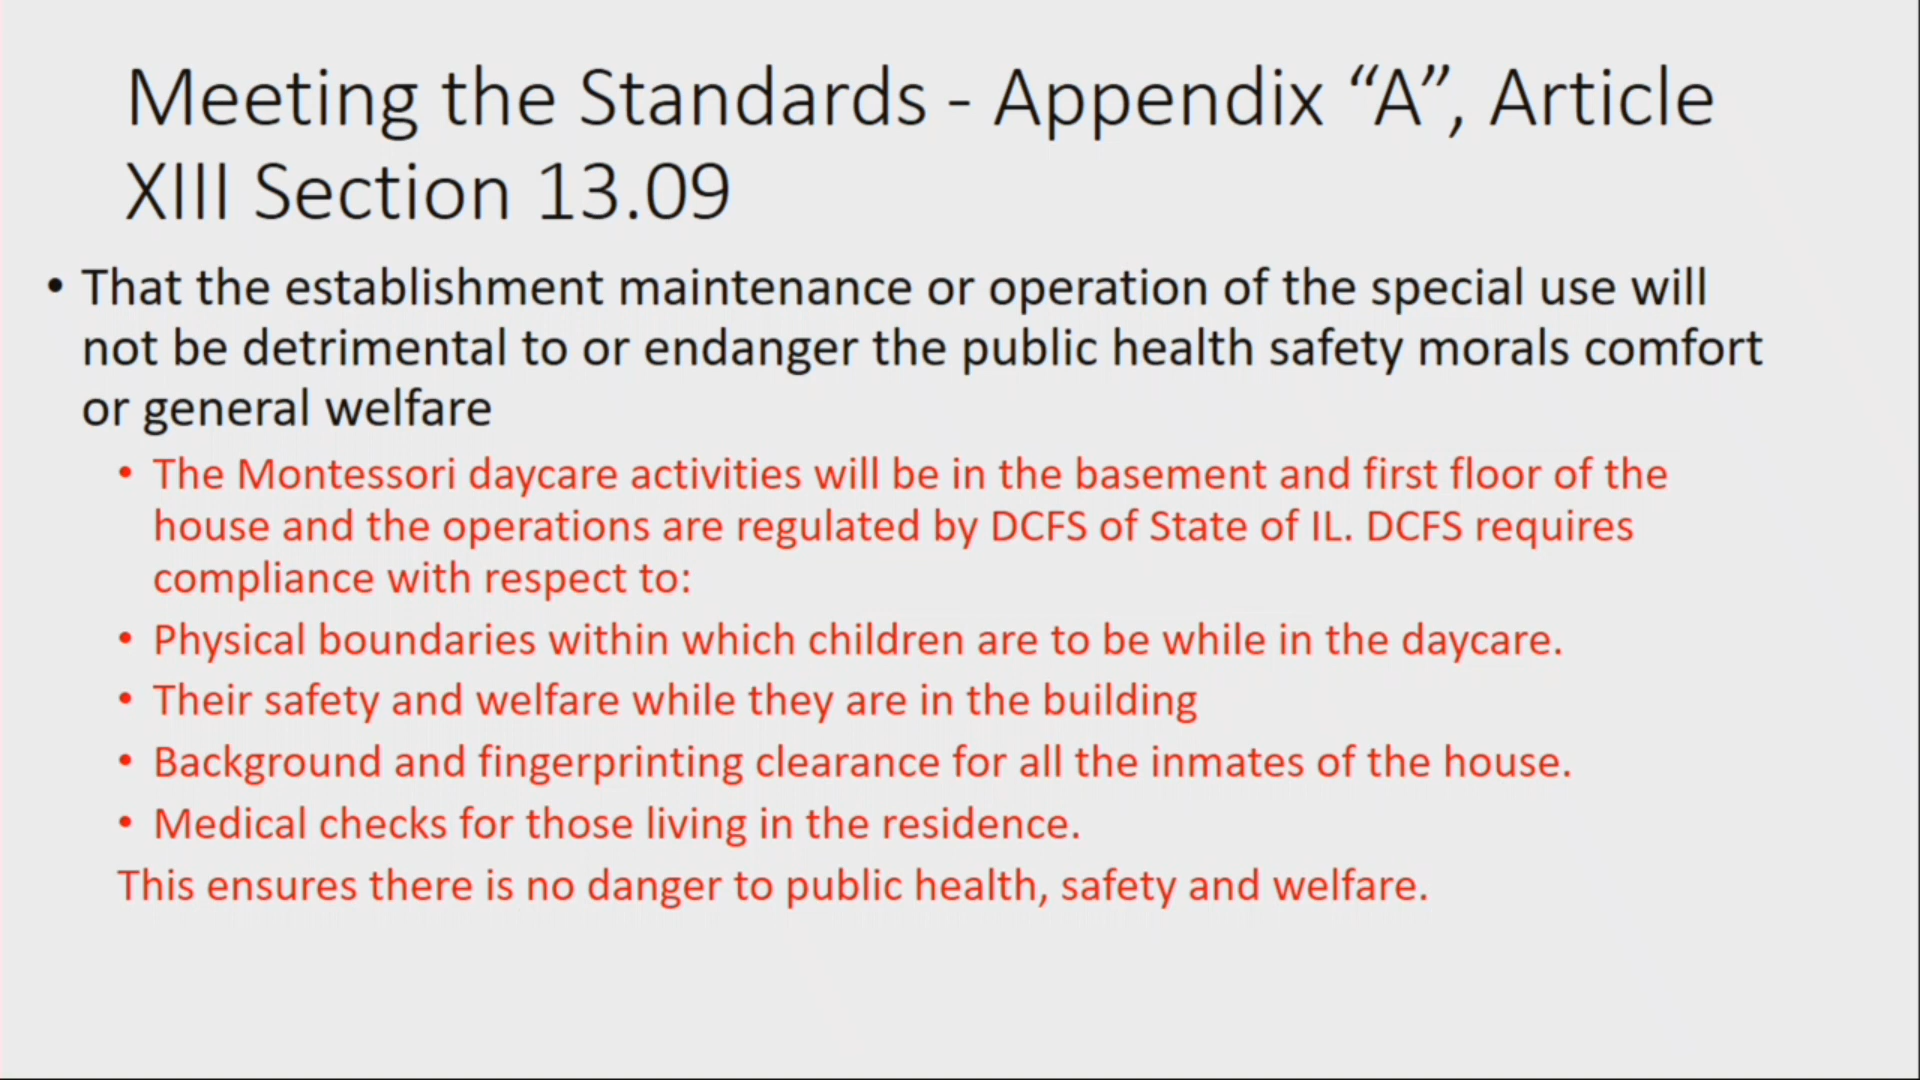 Meeting the Standards - Appendix “A”, Article
XIII Section 13.09
• That the establishment maintenance or operation of the special use will
not be detrimental to or endanger the public health safety morals comfort
or general welfare
• The Montessori daycare activities will be in the basement and first floor of the
house and the operations are regulated by DCFS of State of IL. DCFS requires
compliance with respect to:
• Physical boundaries within which children are to be while in the daycare.
• Their safety and welfare while they are in the building
• Background and fingerprinting clearance for all the inmates of the house.
• Medical checks for those living in the residence.
This ensures there is no danger to public health, safety and welfare.